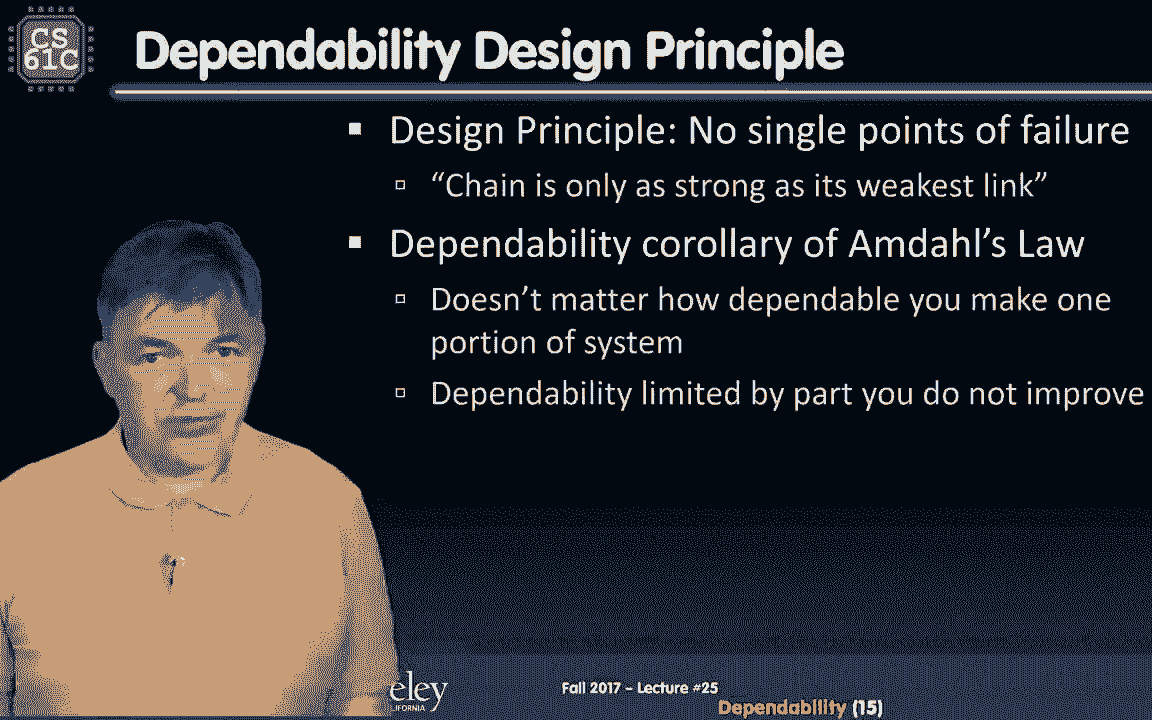 CS
61C
Dependability Design Principle
▪ Design Principle: No single points of failure
▫ “Chain is only as strong as its weakest link”
▪ Dependability corollary of Amdahl’s Law
▫ Doesn’t matter how dependable you make one
portion of system
▫ Dependability limited by part you do not improve
eley
LIFORNIA
Fall 2017 – Lecture #25
Dependability (15)